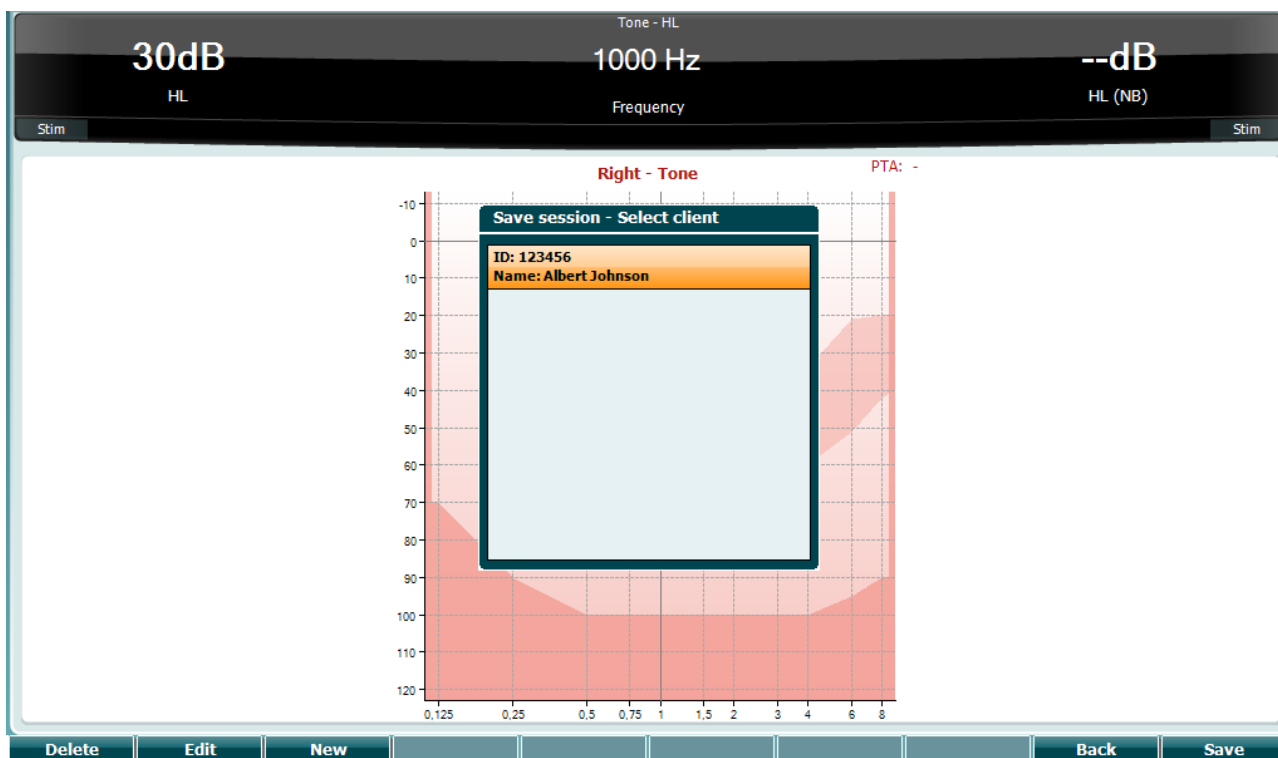 Tone - HL
30dB
1000 Hz
--dB
HL
Frequency
HL (NB)
Stim
Stim
Right - Tone
PTA: -
Save session - Select client
ID: 123456
Name: Albert Johnson
-10
0
10
20
30
40
50
60
70
80
90
100
110
120
0,125 0,25 0,5 0,75 1 1,5 2 3 4 6 8
Delete Edit New Back Save